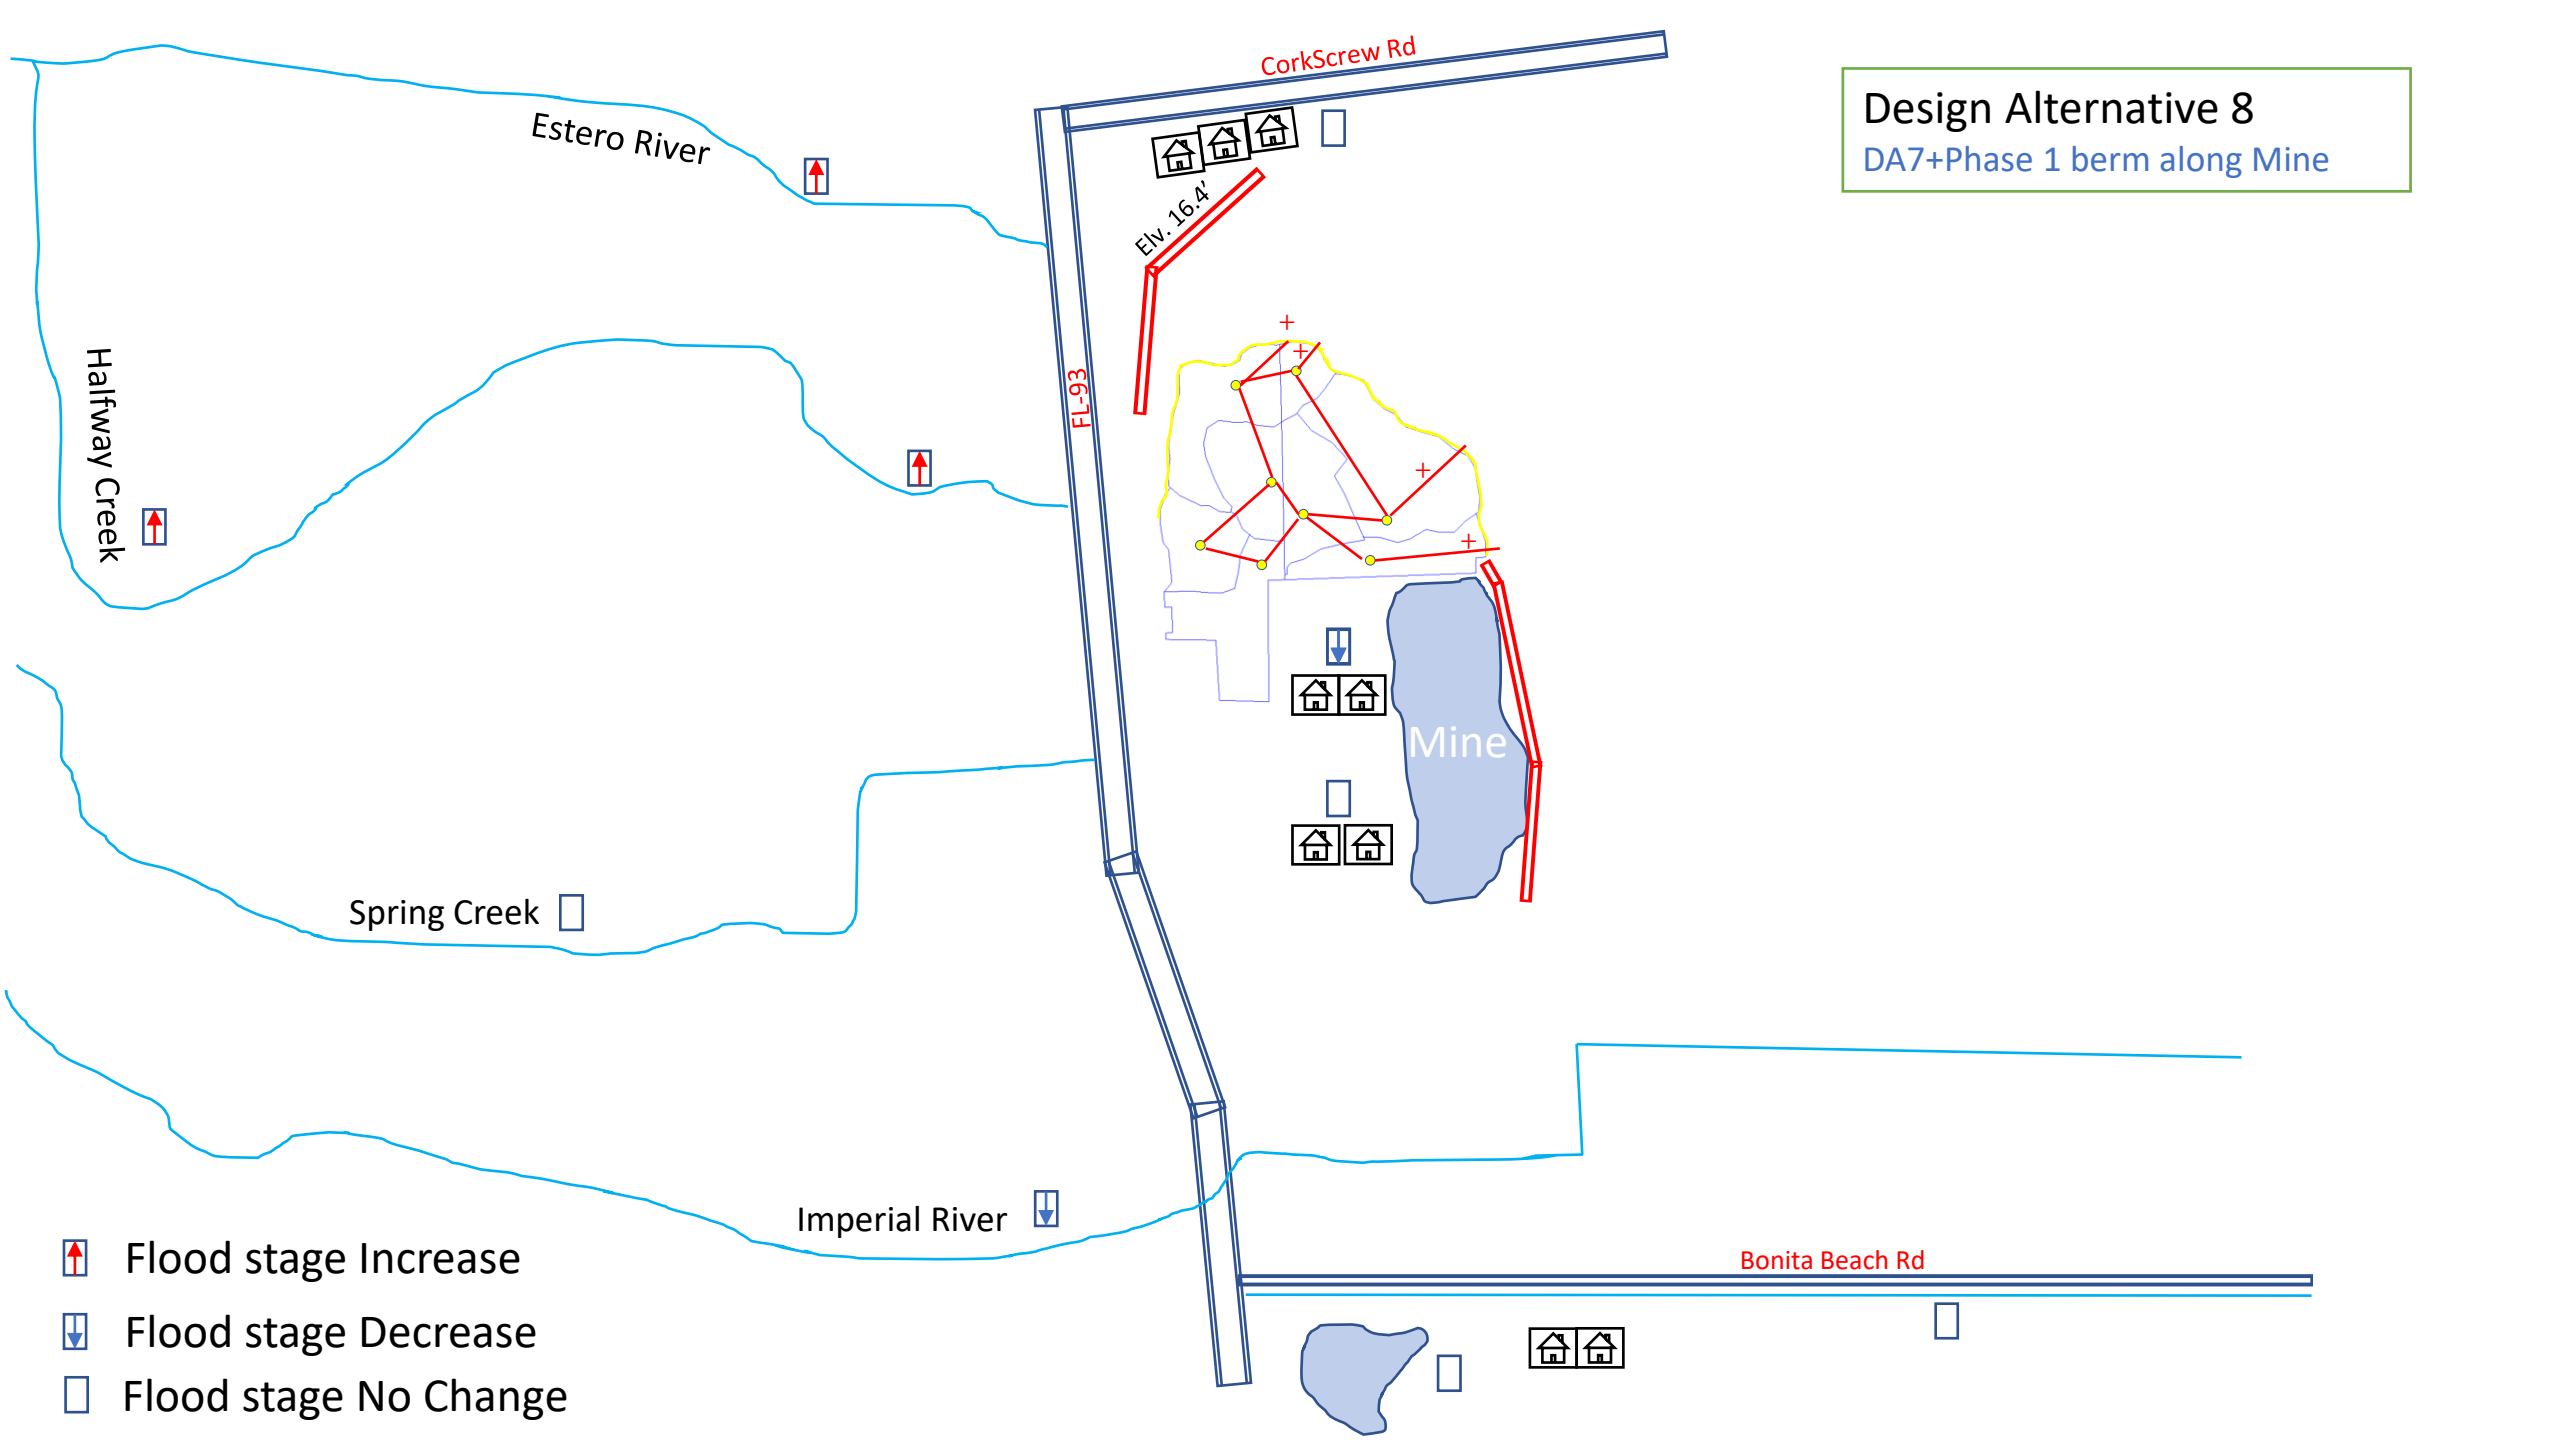 CorkScrew Rd
Design Alternative 8
DA7+Phase 1 berm along Mine
Estero River
Elv. 16.4'
Halfway Creek
FL-93
Mine
Spring Creek
Imperial River
Flood stage Increase
Flood stage Decrease
Flood stage No Change
Bonita Beach Rd